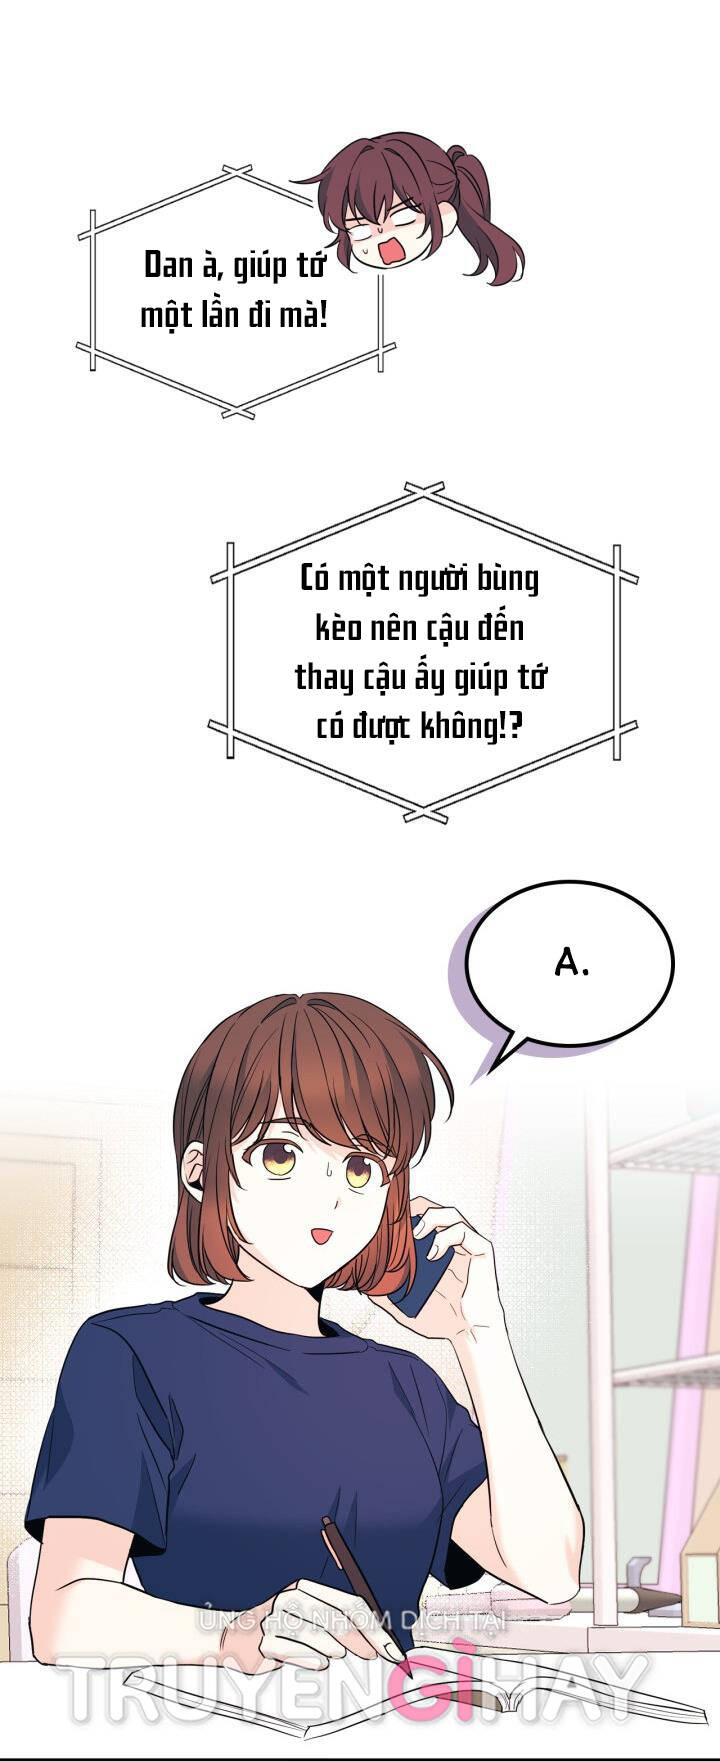 Dan à, giúp tớ
một lần đi mà!
Có một người bùng
kèo nên cậu đến
thay cậu ấy giúp tớ
có được không!?
A.
ỦNG HỘ NHÓM DỊCH TẠI
TRUYENGIHAY